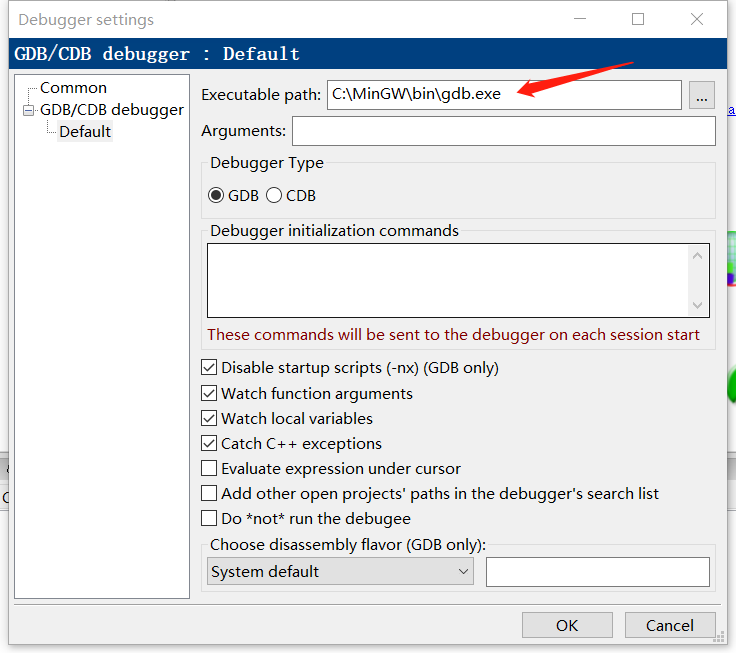 Debugger settings
GDB/CDB debugger : Default
Common
GDB/CDB debugger
Default
Executable path: C:\MinGW\bin\gdb.exe ...
Arguments:
Debugger Type
GDB CDB
Debugger initialization commands
These commands will be sent to the debugger on each session start
Disable startup scripts (-nx) (GDB only)
Watch function arguments
Watch local variables
Catch C++ exceptions
Evaluate expression under cursor
Add other open projects' paths in the debugger's search list
Do *not* run the debugee
Choose disassembly flavor (GDB only):
System default
OK Cancel